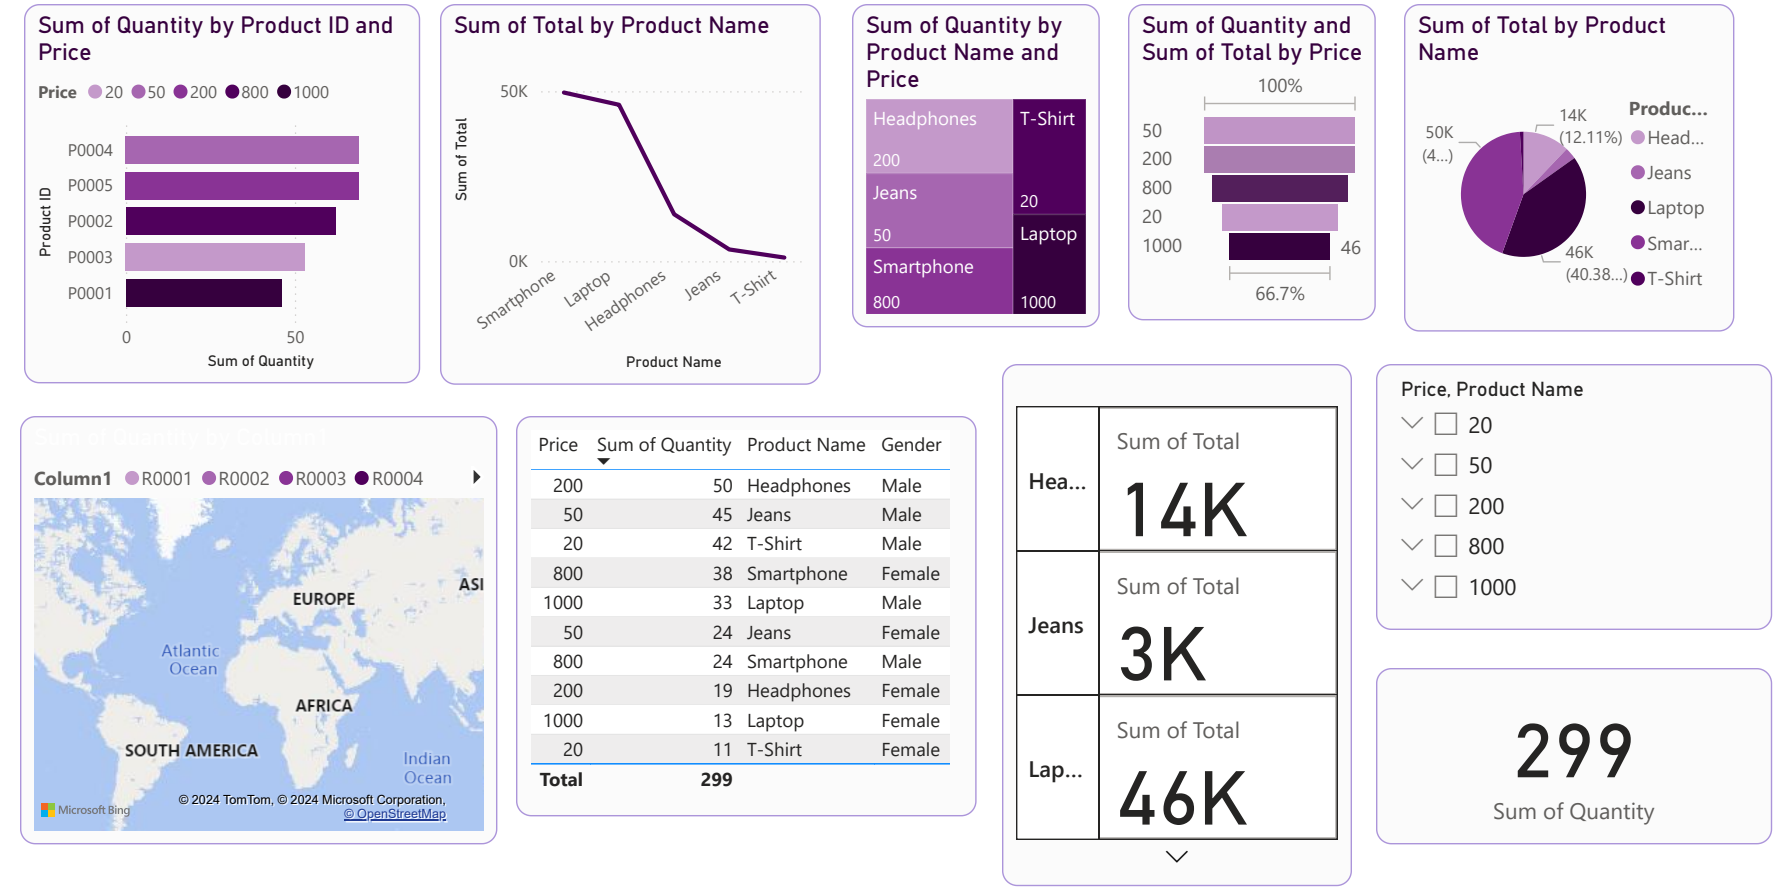 Sum of Quantity by Product ID and
Price
Price 20 50 200 800 1000
Product ID
P0004
P0005
P0002
P0003
P0001
0 50
Sum of Quantity
Sum of Total by Product Name
Sum of Total
50K
0K
Smartphone Laptop Headphones Jeans T-Shirt
Product Name
Sum of Quantity by
Product Name and
Price
Headphones
200
Jeans
50
Smartphone
800
T-Shirt
20
Laptop
1000
Sum of Quantity and
Sum of Total by Price
100%
50
200
800
20
1000 46
66.7%
Sum of Total by Product
Name
50K
(4...)
14K
(12.11%)
46K
(40.38...)
Produc...
Head...
Jeans
Laptop
Smar...
T-Shirt
Sum of Quantity by Column1
Column1 R0001 R0002 R0003 R0004
ASI
EUROPE
Atlantic
Ocean
AFRICA
SOUTH AMERICA
Indian
Ocean
Microsoft Bing
© 2024 TomTom, © 2024 Microsoft Corporation,
© OpenStreetMap
Price Sum of Quantity Product Name Gender
200 50 Headphones Male
50 45 Jeans Male
20 42 T-Shirt Male
800 38 Smartphone Female
1000 33 Laptop Male
50 24 Jeans Female
800 24 Smartphone Male
200 19 Headphones Female
1000 13 Laptop Female
20 11 T-Shirt Female
Total 299
Hea...
Sum of Total
14K
Jeans
Sum of Total
3K
Lap...
Sum of Total
46K
Price, Product Name
20
50
200
800
1000
299
Sum of Quantity